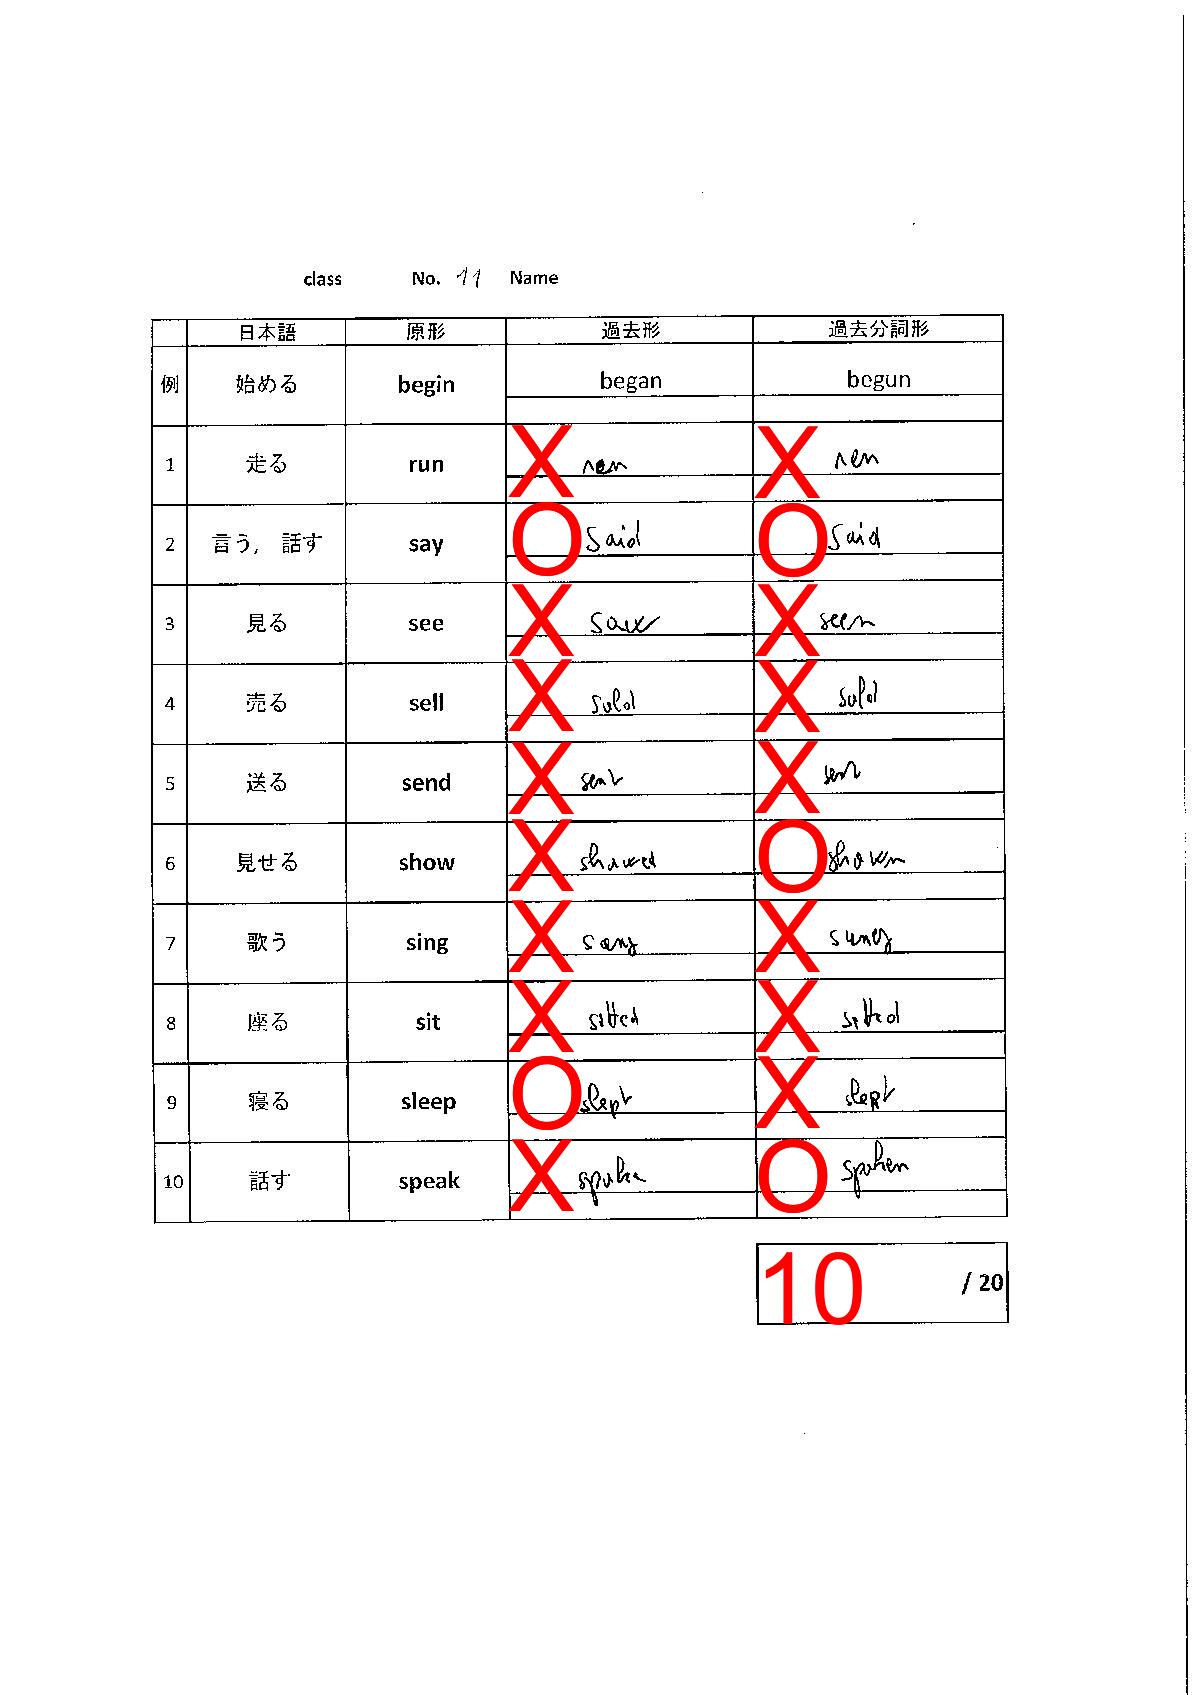 class No. 11 Name
日本語 原形 過去形 過去分詞形
例 始める begin began begun
1 走る run X ren X ren
2 言う, 話す say O said O said
3 見る see X saw X seen
4 売る sell X sold X sold
5 送る send X sent X sent
6 見せる show X showed O shown
7 歌う sing X sang X sung
8 座る sit X sitted X sitted
9 寝る sleep O slept X slept
10 話す speak X spoke O spoken
10 / 20